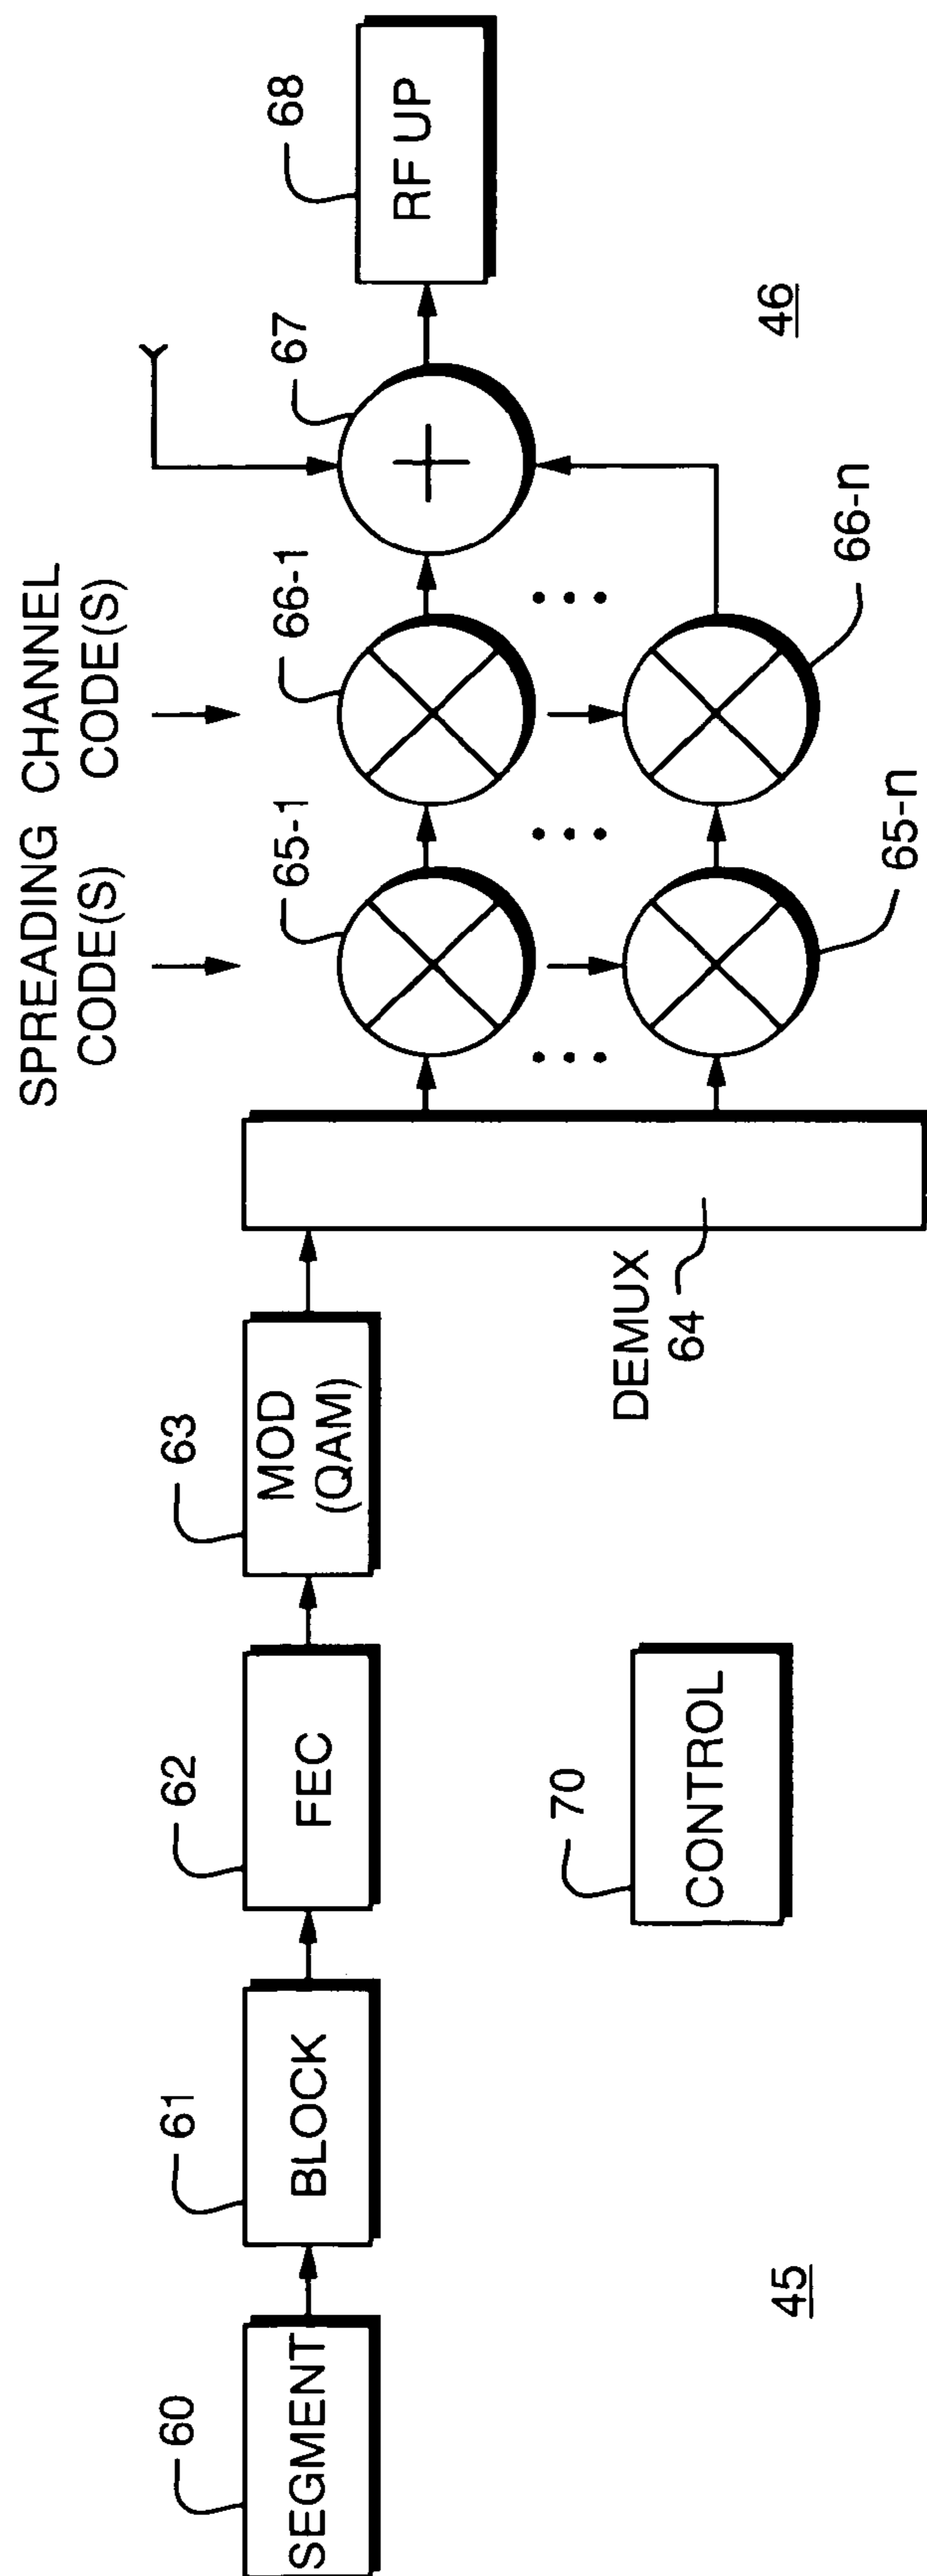 SPREADING CHANNEL
CODE(S) CODE(S)
60
61
62
63
65-1
66-1
67
68
SEGMENT
BLOCK
FEC
MOD
(QAM)
+
RF UP
DEMUX
64
70
CONTROL
65-n
66-n
45
46